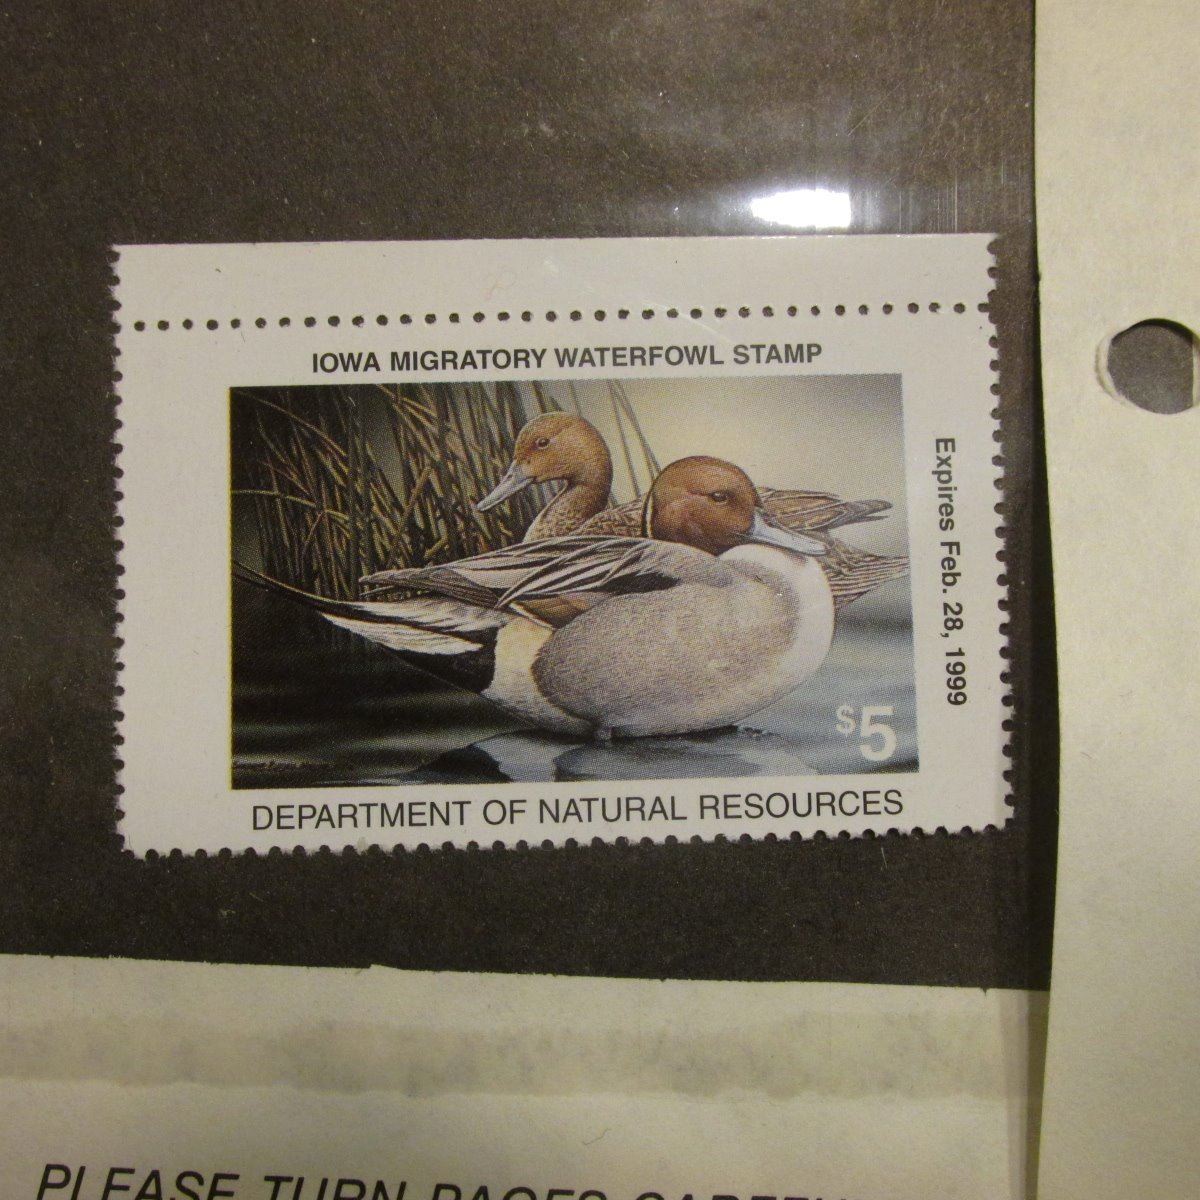 IOWA MIGRATORY WATERFOWL STAMP
Expires Feb. 28, 1999
$5
DEPARTMENT OF NATURAL RESOURCES
PLEASE TURN PAGES